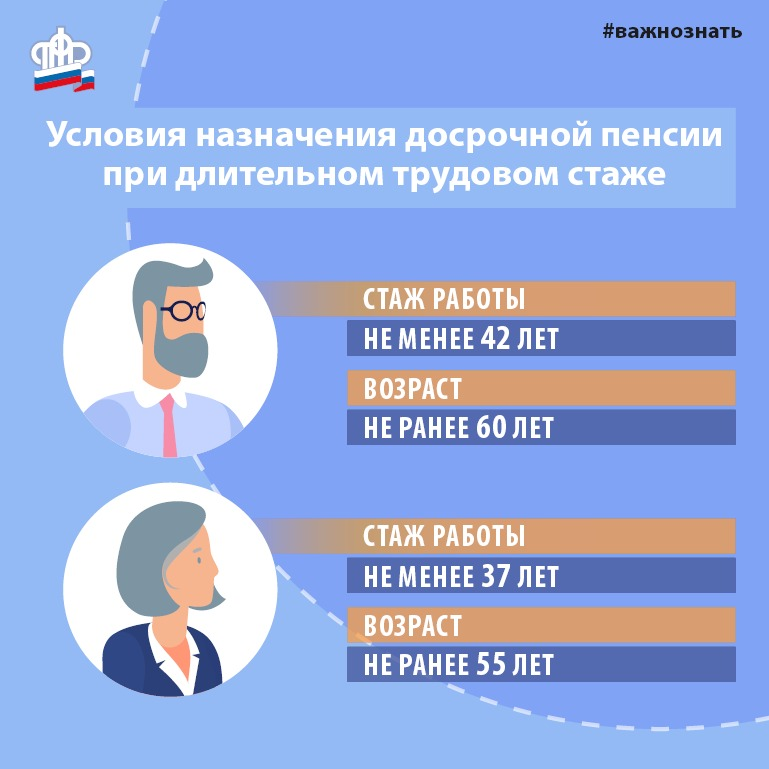 #важнознать
Условия назначения досрочной пенсии
при длительном трудовом стаже
СТАЖ РАБОТЫ
НЕ МЕНЕЕ 42 ЛЕТ
ВОЗРАСТ
НЕ РАНЕЕ 60 ЛЕТ
СТАЖ РАБОТЫ
НЕ МЕНЕЕ 37 ЛЕТ
ВОЗРАСТ
НЕ РАНЕЕ 55 ЛЕТ